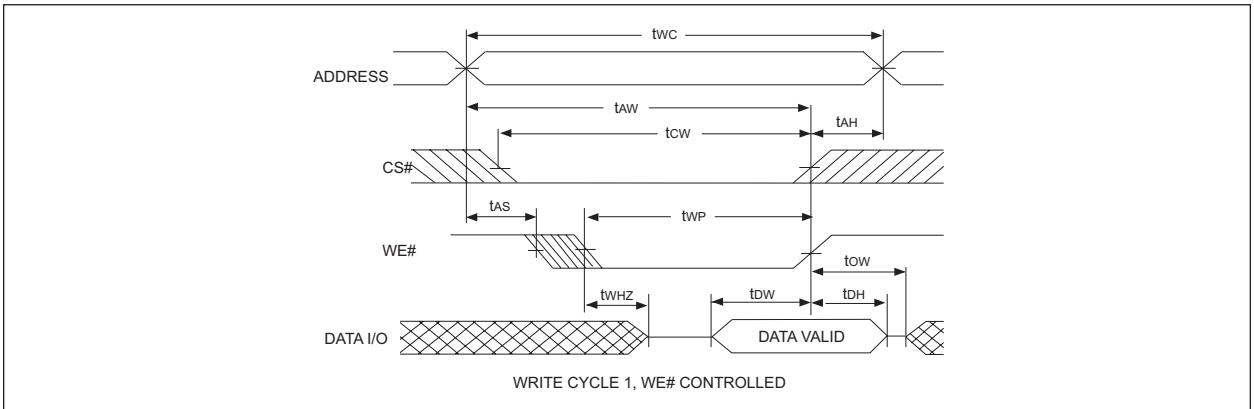 tWC
ADDRESS
tAW
tAH
tCW
CS#
tAS
tWP
WE#
tOW
tWHZ
tDW
tDH
DATA I/O
DATA VALID
WRITE CYCLE 1, WE# CONTROLLED